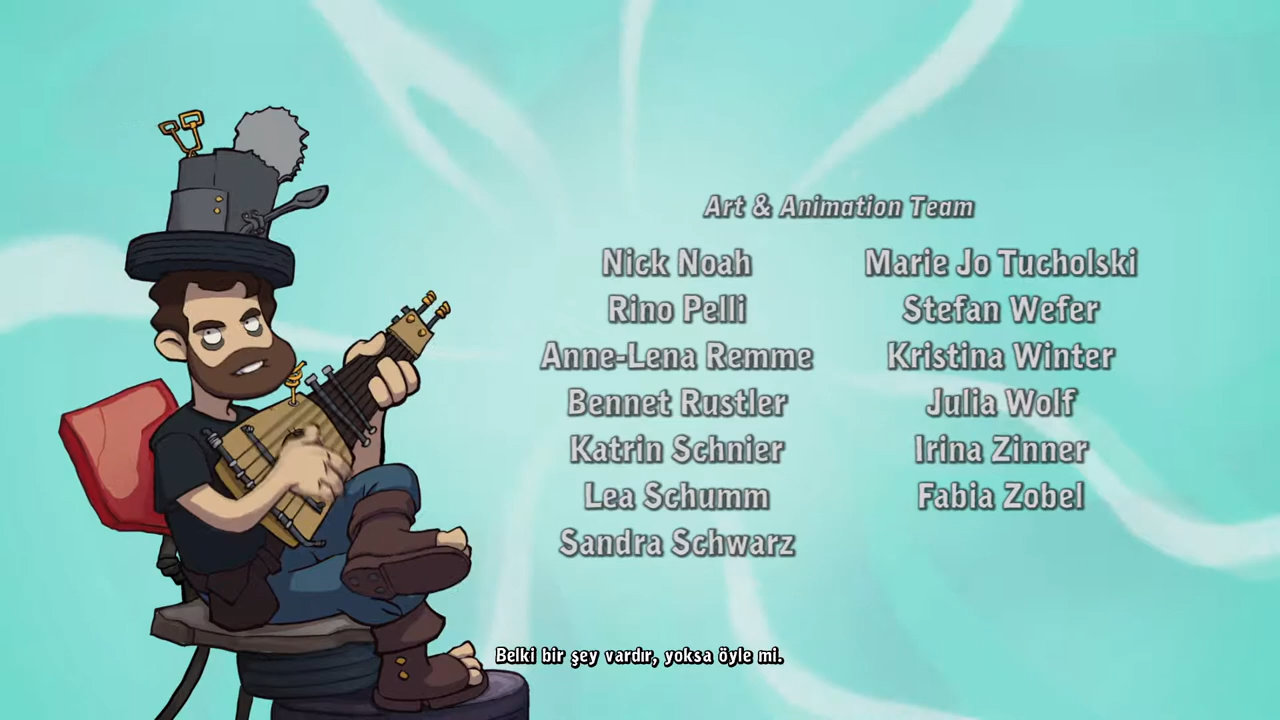 Art & Animation Team
Nick Noah
Rino Pelli
Anne-Lena Remme
Bennet Rustler
Katrin Schnier
Lea Schumm
Sandra Schwarz
Marie Jo Tucholski
Stefan Wefer
Kristina Winter
Julia Wolf
Irina Zinner
Fabia Zobel
Belki bir şey vardır, yoksa öyle mi.